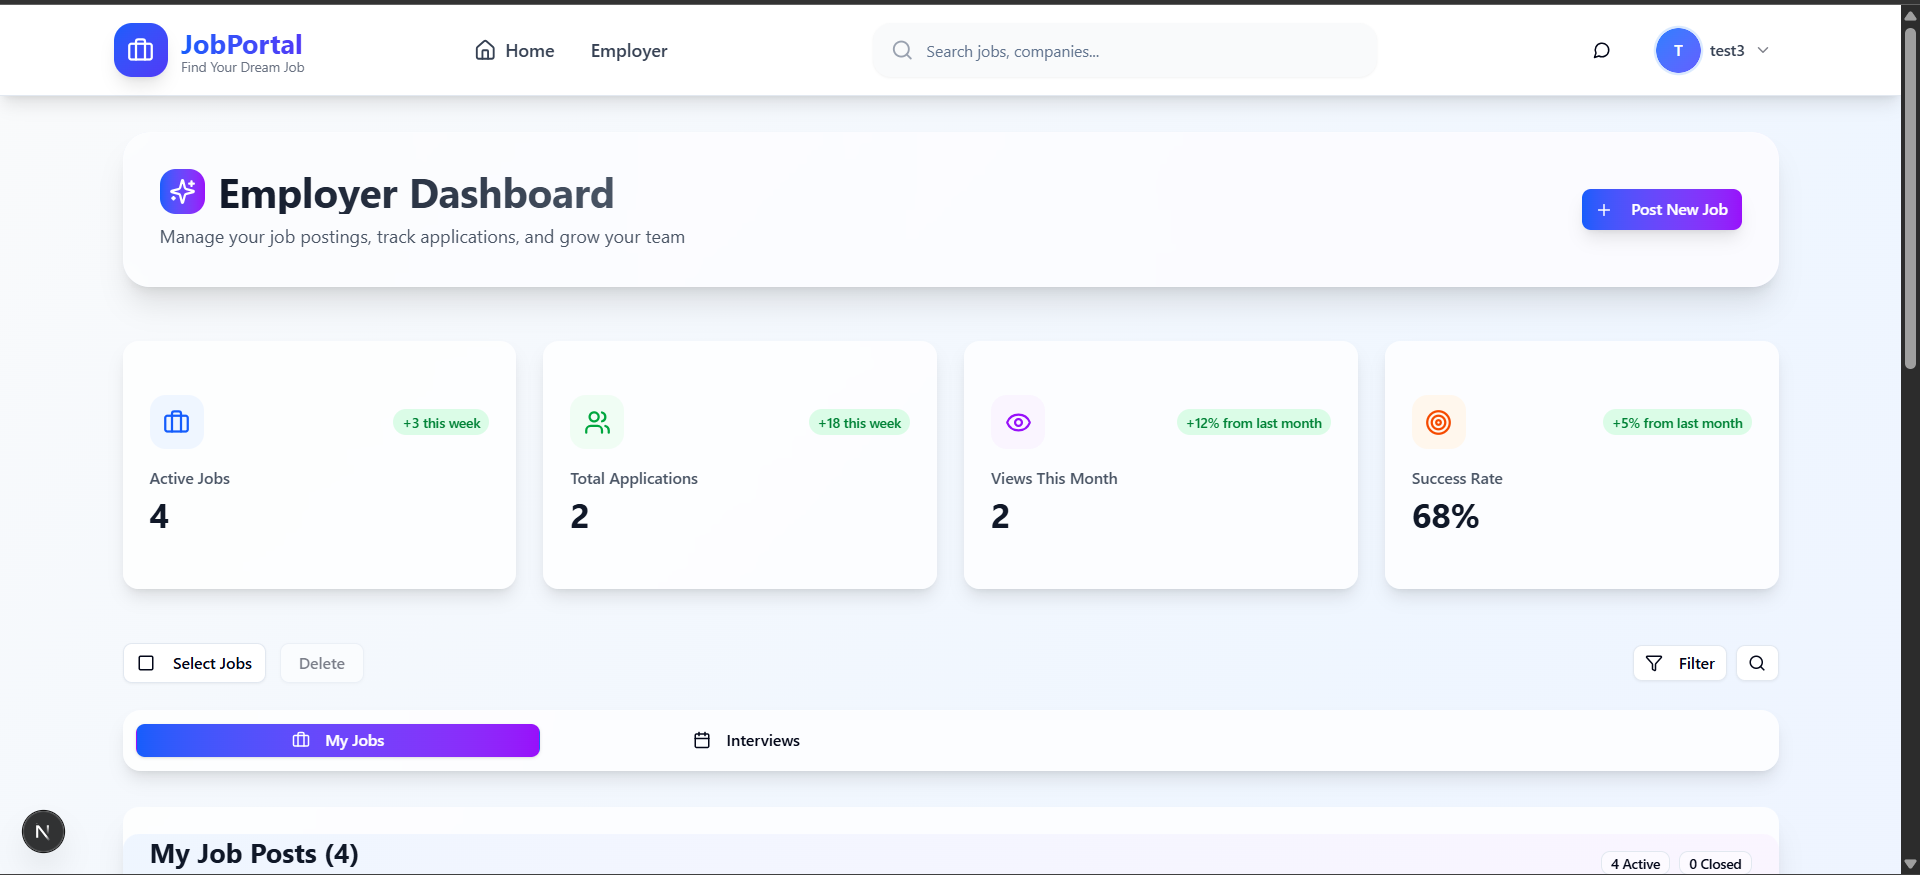 JobPortal
Find Your Dream Job
Home
Employer
Search jobs, companies...
T
test3
Employer Dashboard
Manage your job postings, track applications, and grow your team
Post New Job
+3 this week
Active Jobs
4
+18 this week
Total Applications
2
+12% from last month
Views This Month
2
+5% from last month
Success Rate
68%
Select Jobs
Delete
Filter
My Jobs
Interviews
N
My Job Posts (4)
4 Active
0 Closed